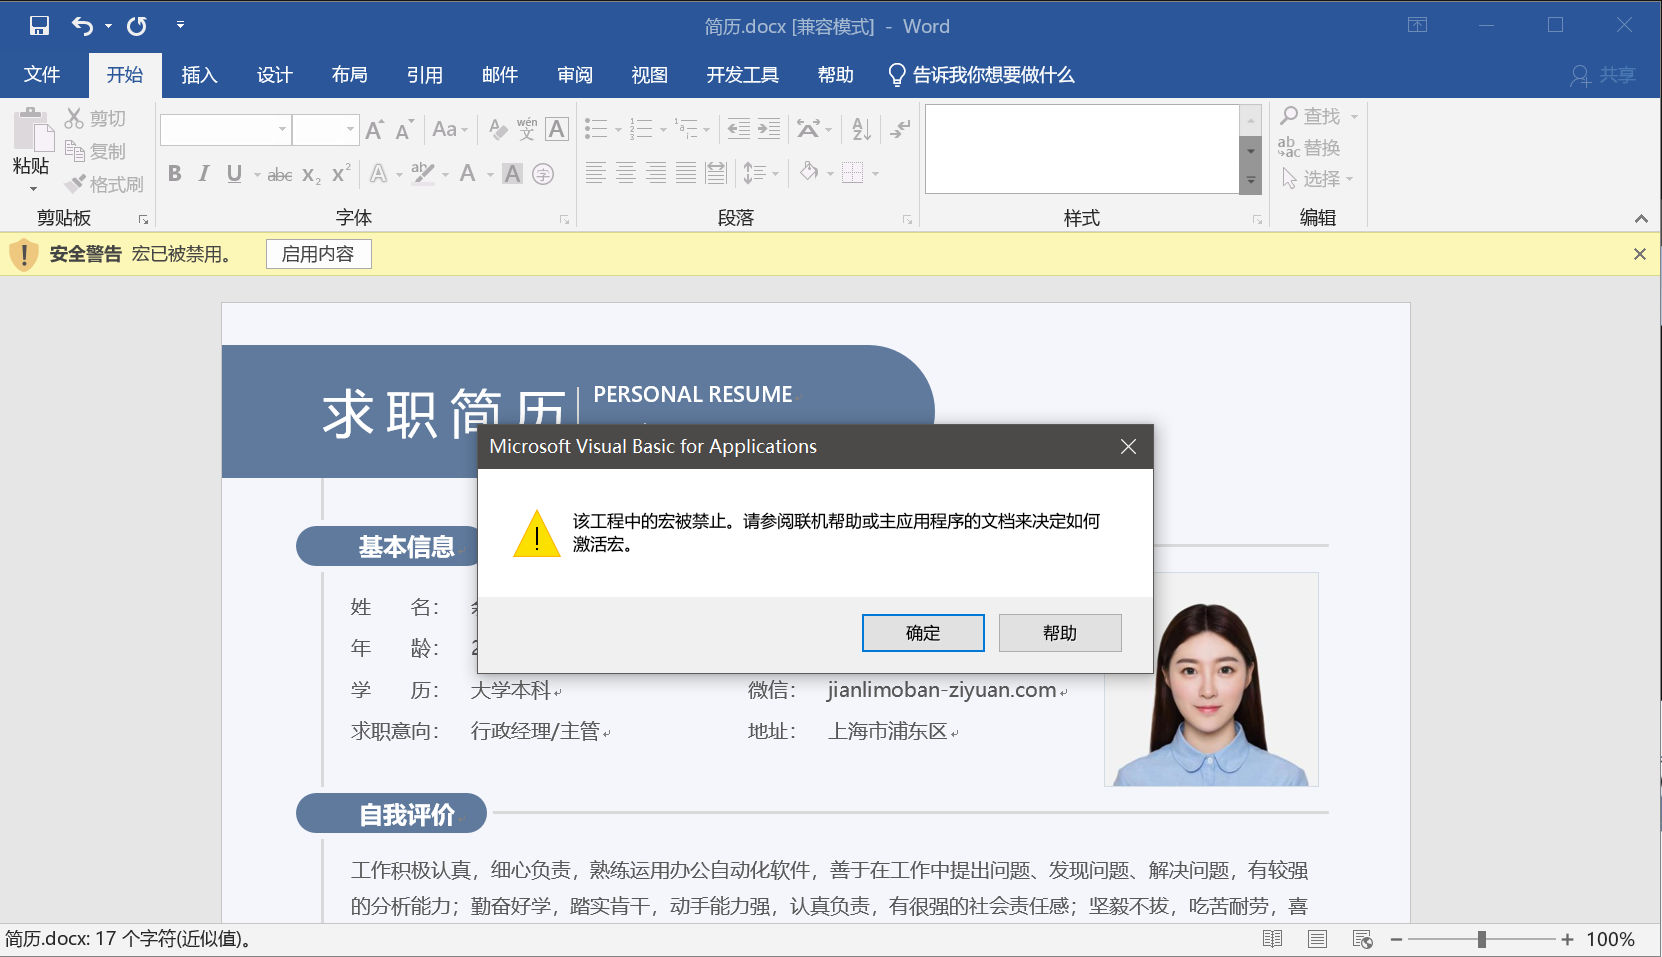 简历.docx [兼容模式] - Word
文件 开始 插入 设计 布局 引用 邮件 审阅 视图 开发工具 帮助 告诉我你想要做什么 共享
粘贴
剪切
复制
格式刷
剪贴板
Aa
wén
文
A
B I U abc X₂ X² A ab A A 字
字体
段落
样式
查找
替换
选择
编辑
安全警告 宏已被禁用。 启用内容
求职简历
PERSONAL RESUME
Microsoft Visual Basic for Applications
该工程中的宏被禁止。请参阅联机帮助或主应用程序的文档来决定如何
激活宏。
确定 帮助
基本信息
姓 名:
年 龄:
学 历: 大学本科 微信: jianlimoban-ziyuan.com
求职意向: 行政经理/主管 地址: 上海市浦东区
自我评价
工作积极认真,细心负责,熟练运用办公自动化软件,善于在工作中提出问题、发现问题、解决问题,有较强
的分析能力;勤奋好学,踏实肯干,动手能力强,认真负责,有很强的社会责任感;坚毅不拔,吃苦耐劳,喜
简历.docx: 17 个字符(近似值)。 100%